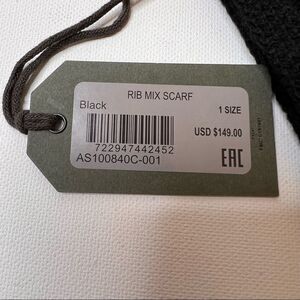 RIB MIX SCARF
Black
1 SIZE
USD $149.00
722947442452
AS100840C-001
EAC